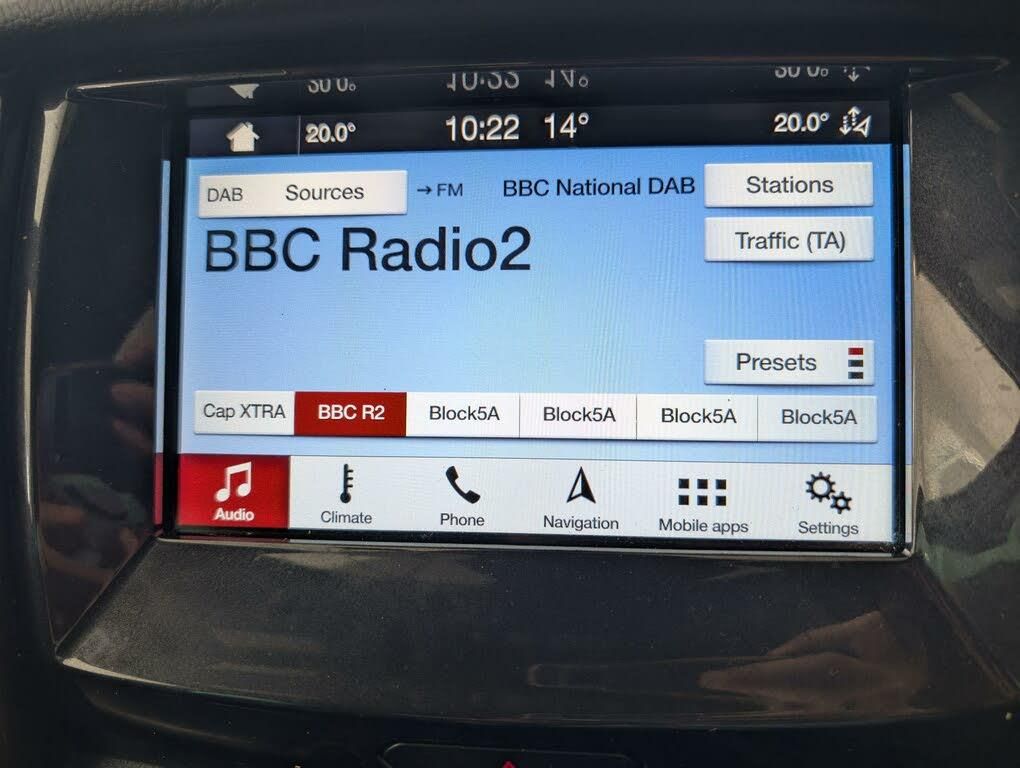 20.0° 10:22 14° 20.0°
DAB Sources → FM BBC National DAB Stations
BBC Radio2
Traffic (TA)
Presets
Cap XTRA BBC R2 Block5A Block5A Block5A Block5A
Audio Climate Phone Navigation Mobile apps Settings